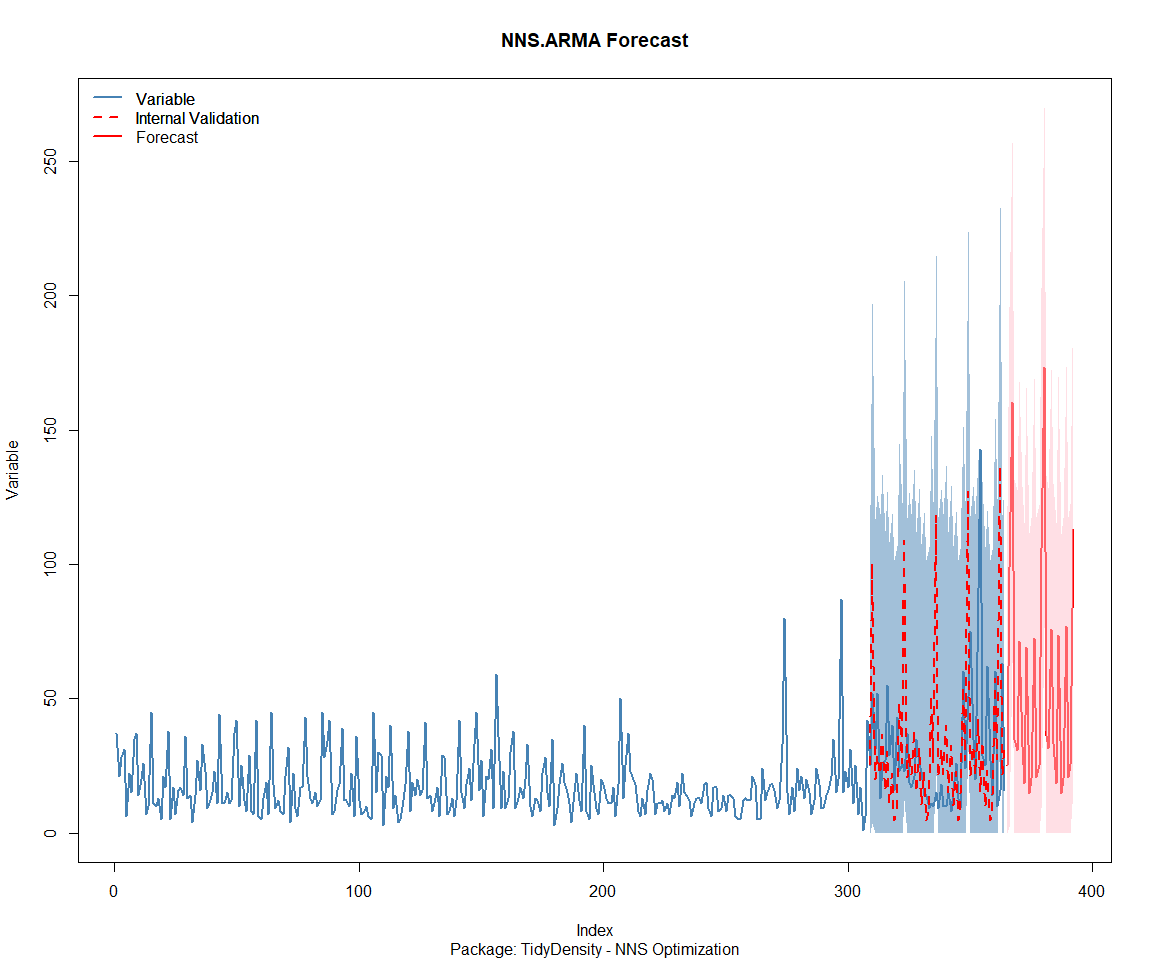 NNS.ARMA Forecast
Variable
Internal Validation
Forecast
Variable
250
200
150
100
50
0
0 100 200 300 400
Index
Package: TidyDensity - NNS Optimization